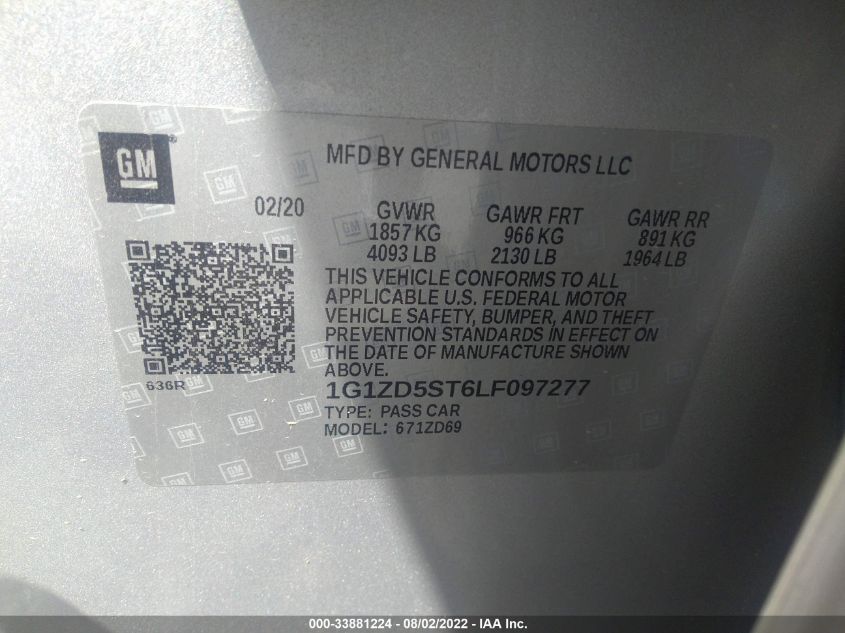 GM
MFD BY GENERAL MOTORS LLC
02/20
GVWR GAWR FRT GAWR RR
1857 KG 966 KG 891 KG
4093 LB 2130 LB 1964 LB
THIS VEHICLE CONFORMS TO ALL
APPLICABLE U.S. FEDERAL MOTOR
VEHICLE SAFETY, BUMPER, AND THEFT
PREVENTION STANDARDS IN EFFECT ON
THE DATE OF MANUFACTURE SHOWN
ABOVE.
636R
1G1ZD5ST6LF097277
TYPE: PASS CAR
MODEL: 671ZD69
000-33881224 - 08/02/2022 - IAA Inc.